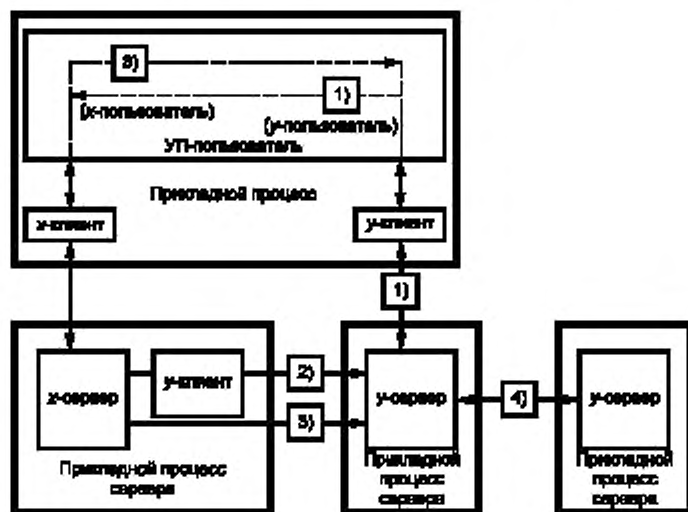 3)
1)
(х-пользователь)
(у-пользователь)
УП-пользователь
Прикладной процесс
х-клиент
у-клиент
1)
х-сервер
у-клиент
2)
3)
у-сервер
4)
у-сервер
Прикладной процесс
сервера
Прикладной
процесс
сервера
Прикладной
процесс
сервера